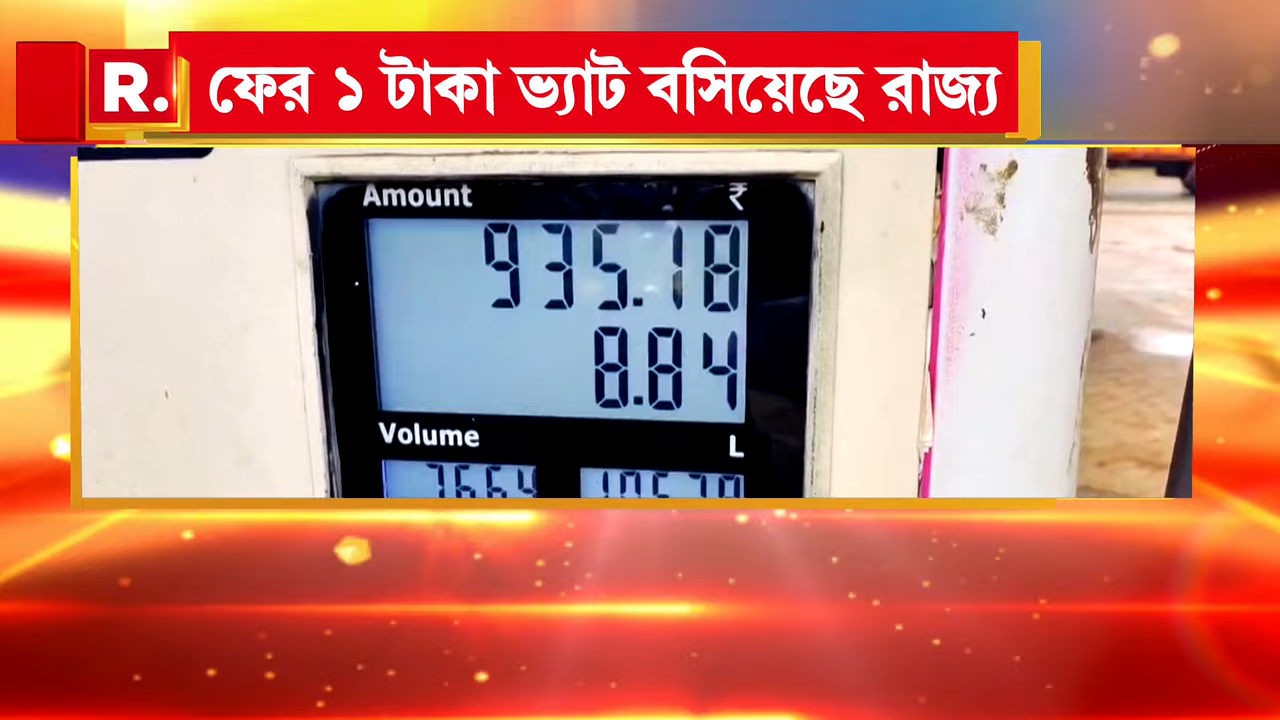 R. ফের ১ টাকা ভ্যাট বসিয়েছে রাজ্য
Amount ₹
935.18
8.84
Volume L